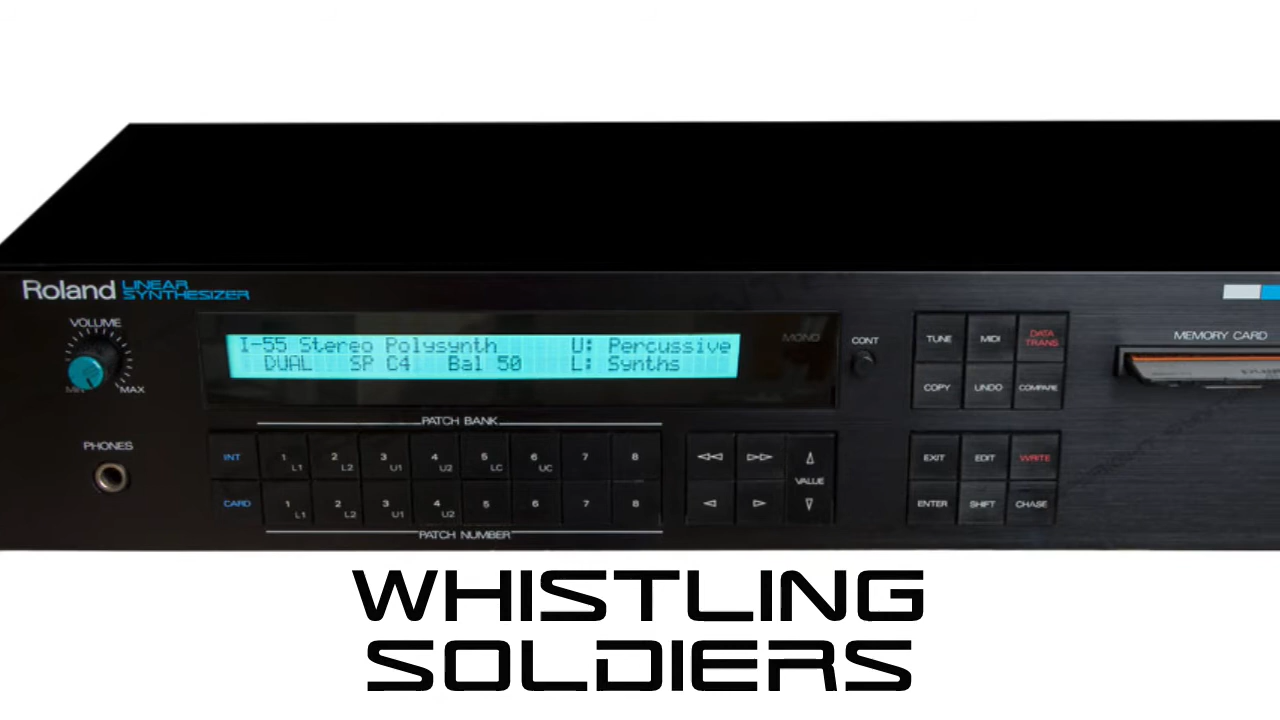 Roland LINEAR SYNTHESIZER
VOLUME
MIN MAX
PHONES
I-55 Stereo Polysynth U: Percussive
DUAL SP C4 Bal 50 L: Synths
MONO
CONT
PATCH BANK
INT 1 L1 2 L2 3 U1 4 U2 5 LC 6 UC 7 8
CARD 1 L1 2 L2 3 U1 4 U2 5 6 7 8
PATCH NUMBER
VALUE
TUNE MIDI DATA TRANS
COPY UNDO COMPARE
EXIT EDIT WRITE
ENTER SHIFT CHASE
MEMORY CARD
WHISTLING
SOLDIERS